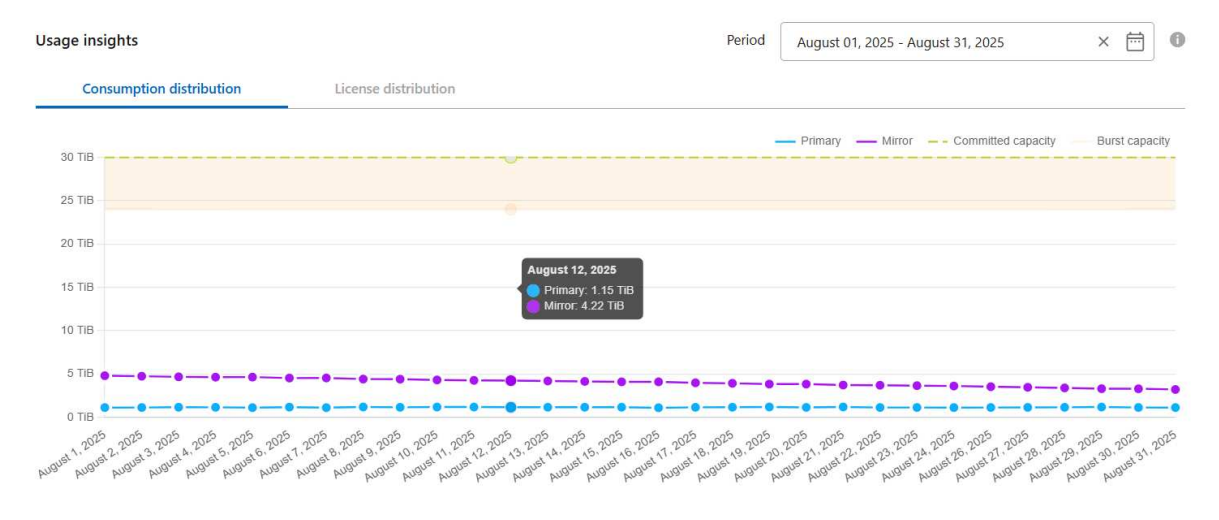 Usage insights
Period
August 01, 2025 - August 31, 2025
Consumption distribution
License distribution
Primary
Mirror
Committed capacity
Burst capacity
30 TiB
25 TiB
20 TiB
15 TiB
10 TiB
5 TiB
0 TiB
August 12, 2025
Primary: 1.15 TiB
Mirror: 4.22 TiB
August 1, 2025
August 2, 2025
August 3, 2025
August 4, 2025
August 5, 2025
August 6, 2025
August 7, 2025
August 8, 2025
August 9, 2025
August 10, 2025
August 11, 2025
August 12, 2025
August 13, 2025
August 14, 2025
August 15, 2025
August 16, 2025
August 17, 2025
August 18, 2025
August 19, 2025
August 20, 2025
August 21, 2025
August 22, 2025
August 23, 2025
August 24, 2025
August 26, 2025
August 27, 2025
August 28, 2025
August 29, 2025
August 30, 2025
August 31, 2025